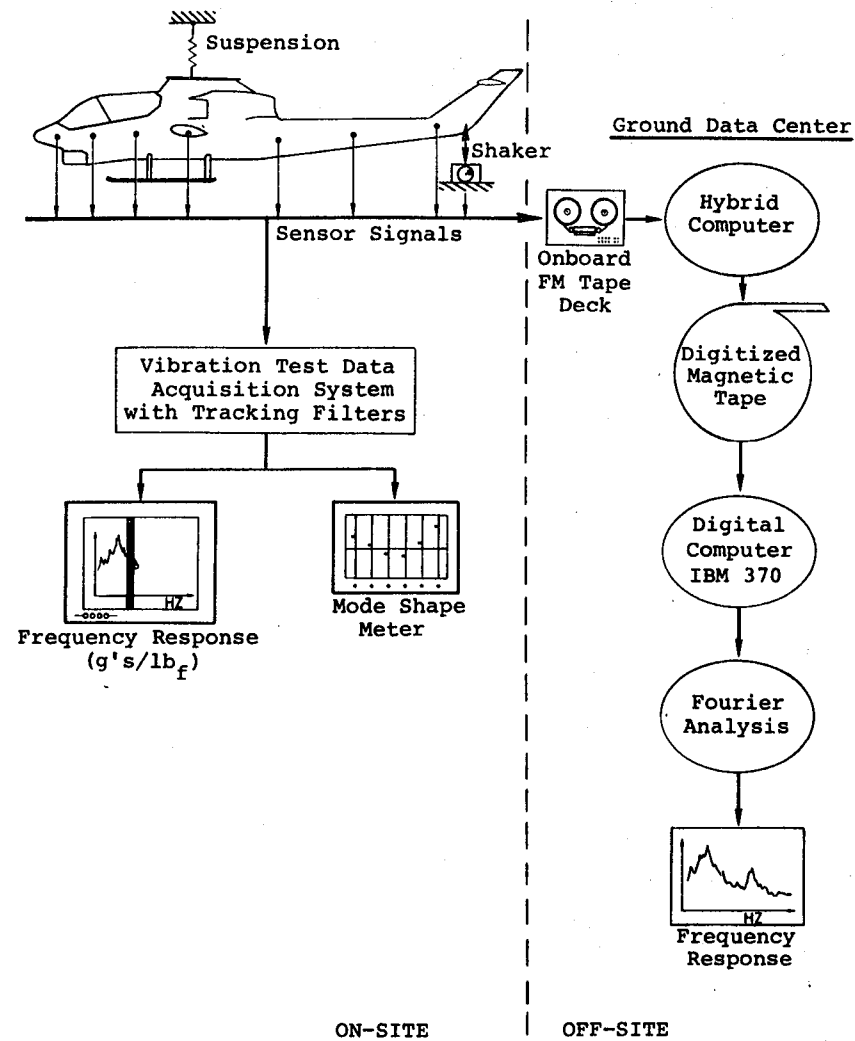 Suspension
Shaker
Sensor Signals
Vibration Test Data
Acquisition System
with Tracking Filters
HZ
Frequency Response
(g's/lbf)
Mode Shape
Meter
ON-SITE
Ground Data Center
Onboard
FM Tape
Deck
Hybrid
Computer
Digitized
Magnetic
Tape
Digital
Computer
IBM 370
Fourier
Analysis
HZ
Frequency
Response
OFF-SITE